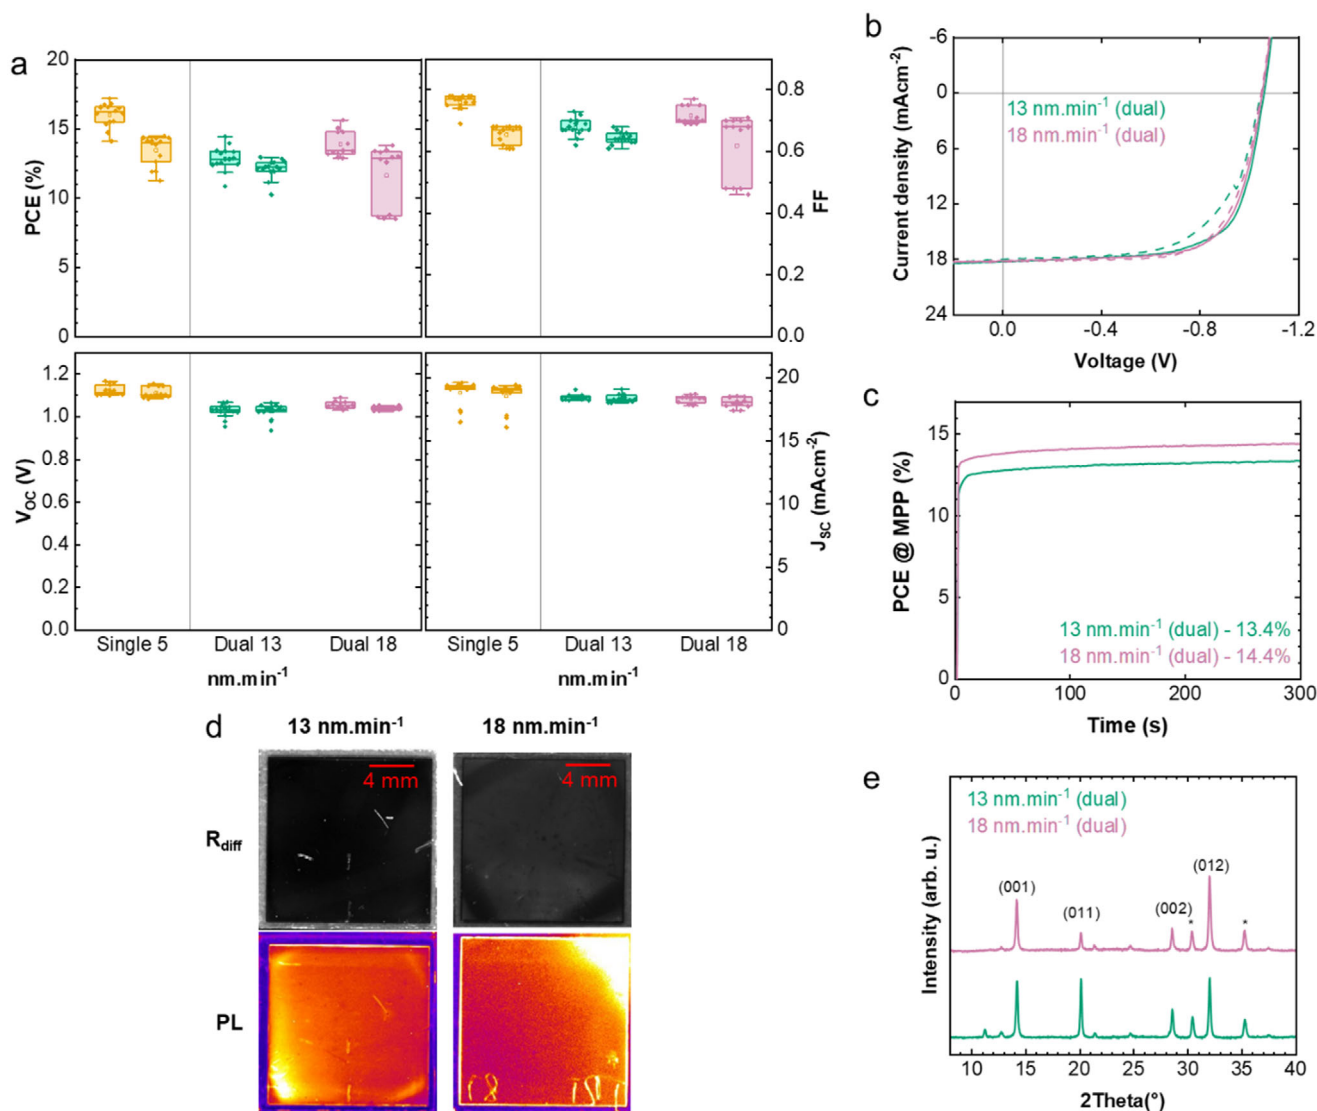 a
20
15
10
5
0
PCE (%)
0.8
0.6
0.4
0.2
0.0
FF
1.2
1.0
0.8
0.6
0.4
0.2
0.0
V_OC (V)
20
15
10
5
0
J_SC (mAcm⁻²)
Single 5 Dual 13 Dual 18
nm.min⁻¹
Single 5 Dual 13 Dual 18
nm.min⁻¹
b
-6
0
6
12
18
24
Current density (mAcm⁻²)
13 nm.min⁻¹ (dual)
18 nm.min⁻¹ (dual)
0.0 -0.4 -0.8 -1.2
Voltage (V)
c
15
10
5
0
PCE @ MPP (%)
13 nm.min⁻¹ (dual) - 13.4%
18 nm.min⁻¹ (dual) - 14.4%
0 100 200 300
Time (s)
d
13 nm.min⁻¹ 18 nm.min⁻¹
R_diff
4 mm 4 mm
PL
e
13 nm.min⁻¹ (dual)
18 nm.min⁻¹ (dual)
(001)
(011)
(002)
*
(012)
*
Intensity (arb. u.)
10 15 20 25 30 35 40
2Theta(°)